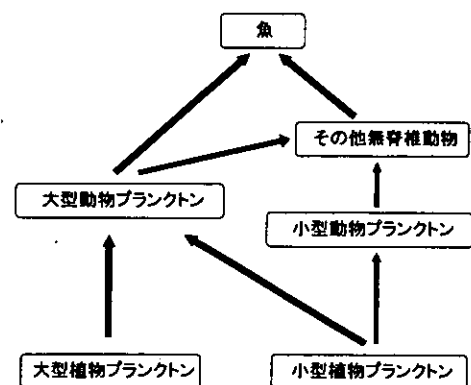 魚
その他無脊椎動物
大型動物プランクトン
小型動物プランクトン
大型植物プランクトン
小型植物プランクトン